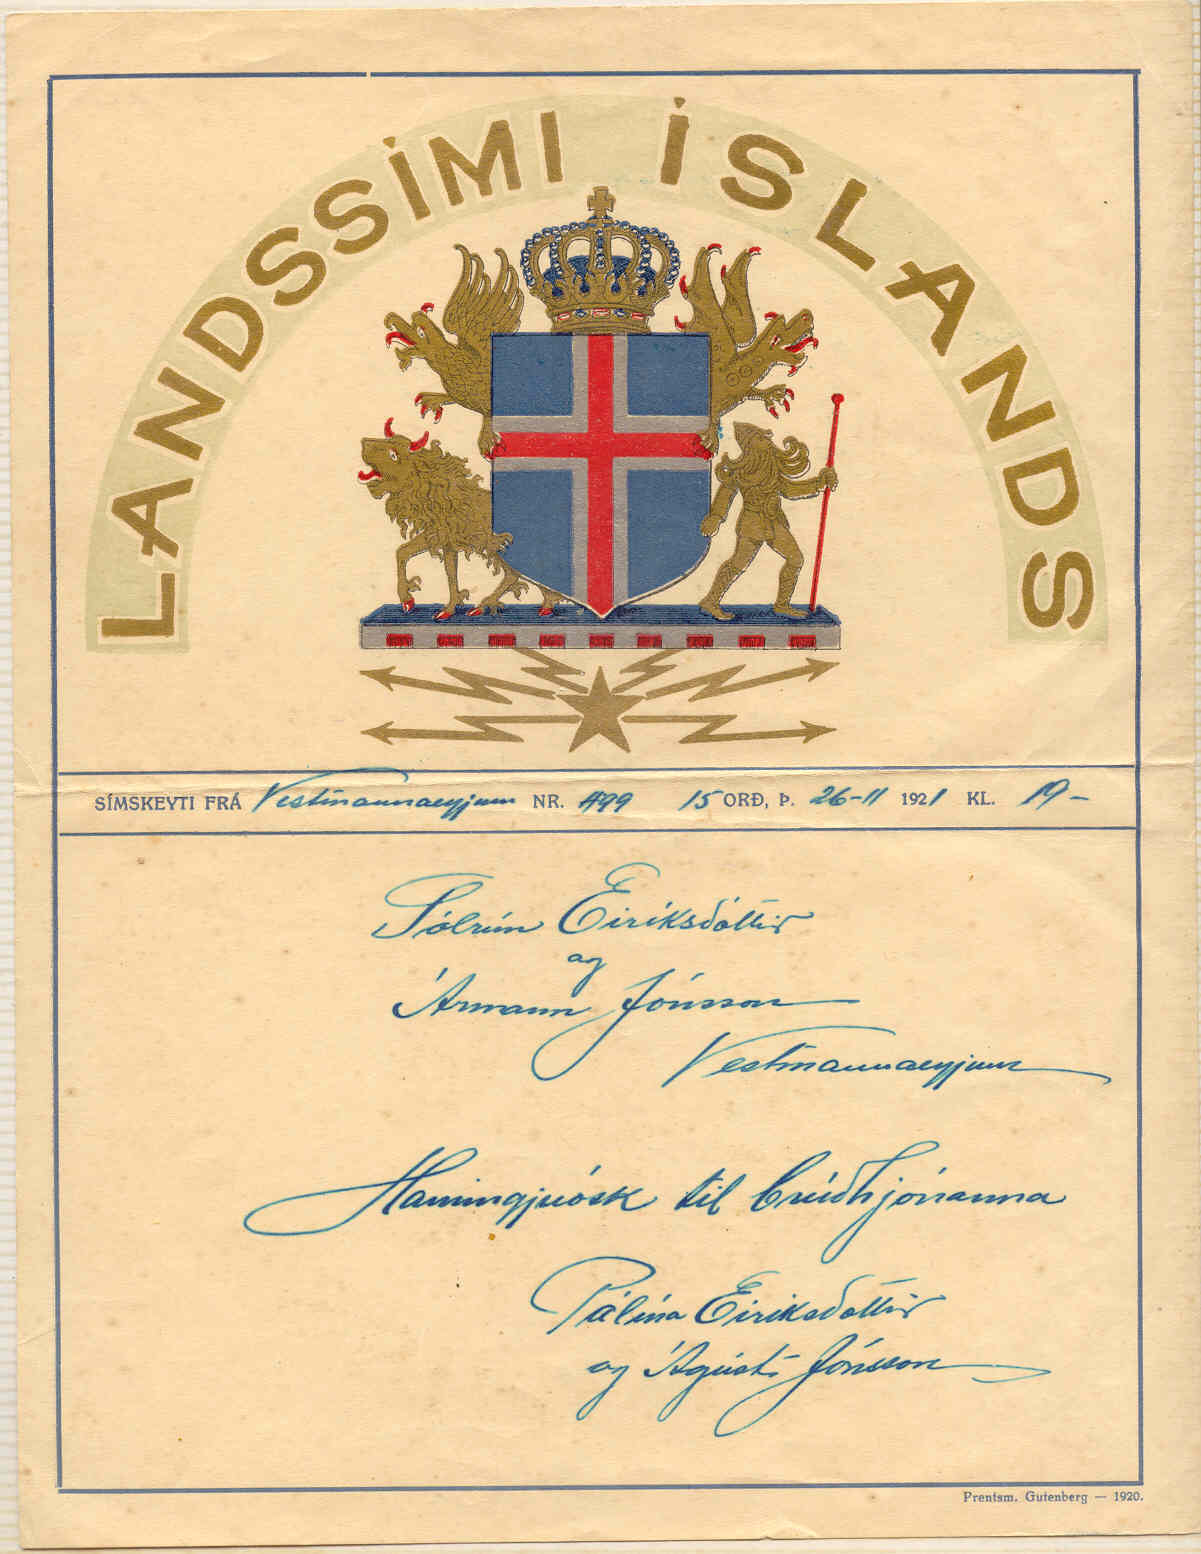 LANDSSÍMI ÍSLANDS
SÍMSKEYTI FRÁ Vestmannaeyjum NR. 499 15 ORÐ, Þ. 26-11 1921 KL. 19-
Sólrún Eiríksdóttir
og
Ármann Jónsson
Vestmannaeyjum
Hamingjuósk til brúðhjónanna
Pálína Eiriksdóttir
og Ágúst Jónsson
Prentsm. Gutenberg — 1920.